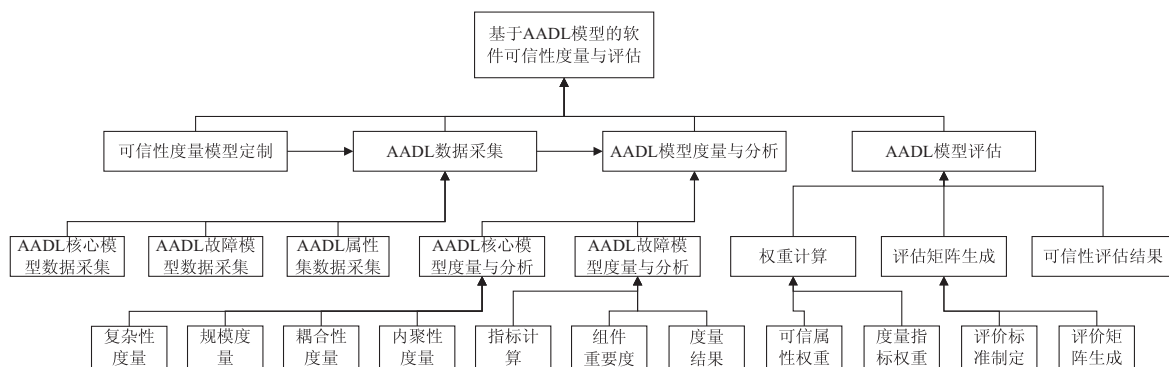 基于AADL模型的软
件可信性度量与评估
可信性度量模型定制
AADL数据采集
AADL模型度量与分析
AADL模型评估
AADL核心模
型数据采集
AADL故障模
型数据采集
AADL属性
集数据采集
AADL核心模
型度量与分析
AADL故障模
型度量与分析
权重计算
评估矩阵生成
可信性评估结果
复杂性
度量
规模度
量
耦合性
度量
内聚性
度量
指标计
算
组件
重要度
度量
结果
可信属
性权重
度量指
标权重
评价标
准制定
评价矩
阵生成